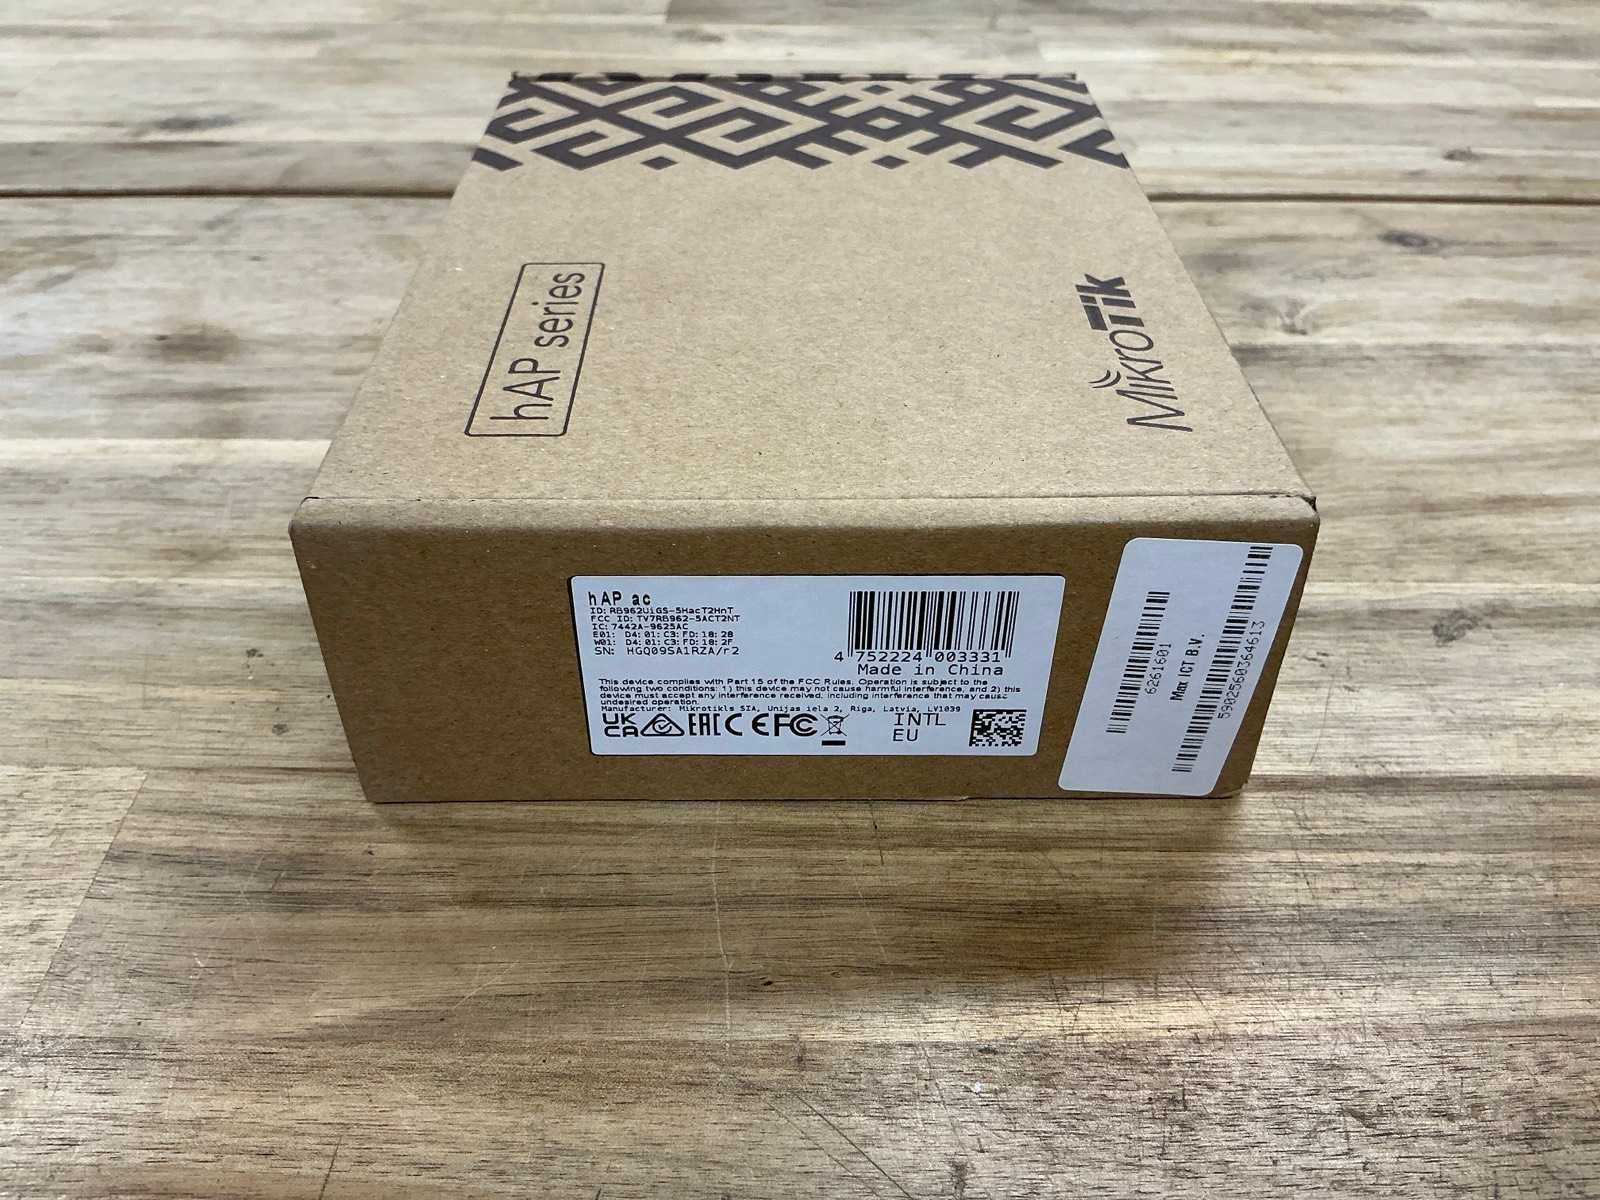 hAP series
MikroTik
hAP ac
ID: RB962UiGS-5HacT2HnT
FCC ID: TV7RB962-5ACT2NT
IC: 7442A-9625AC
E01: D4:01:C3:FD:18:28
W01: D4:01:C3:FD:18:2F
SN: HGQ09SA1RZA/r2
4 752224 003331
Made in China
This device complies with Part 15 of the FCC Rules. Operation is subject to the
following two conditions: 1) this device may not cause harmful interference, and 2) this
device must accept any interference received, including interference that may cause
undesired operation.
Manufacturer: Mikrotikls SIA, Unijas iela 2, Riga, Latvia, LV1039
UK CA EAC CE FC
INTL
EU
6261601
Max ICT B.V.
5902560364613